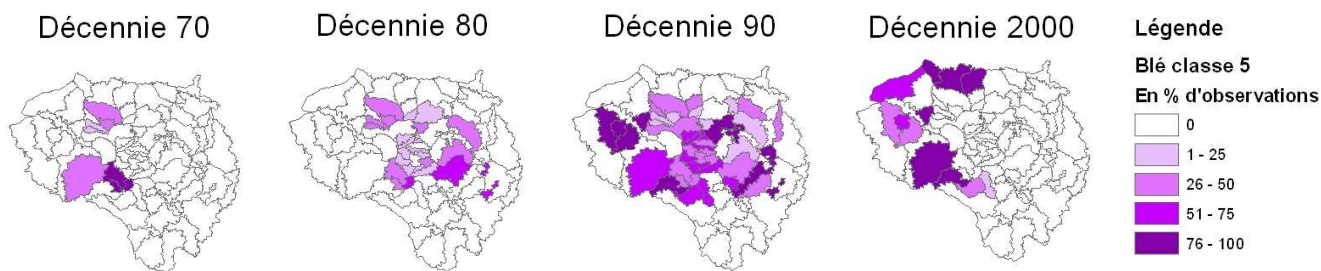 Décennie 70
Décennie 80
Décennie 90
Décennie 2000
Légende
Blé classe 5
En % d'observations
0
1 - 25
26 - 50
51 - 75
76 - 100